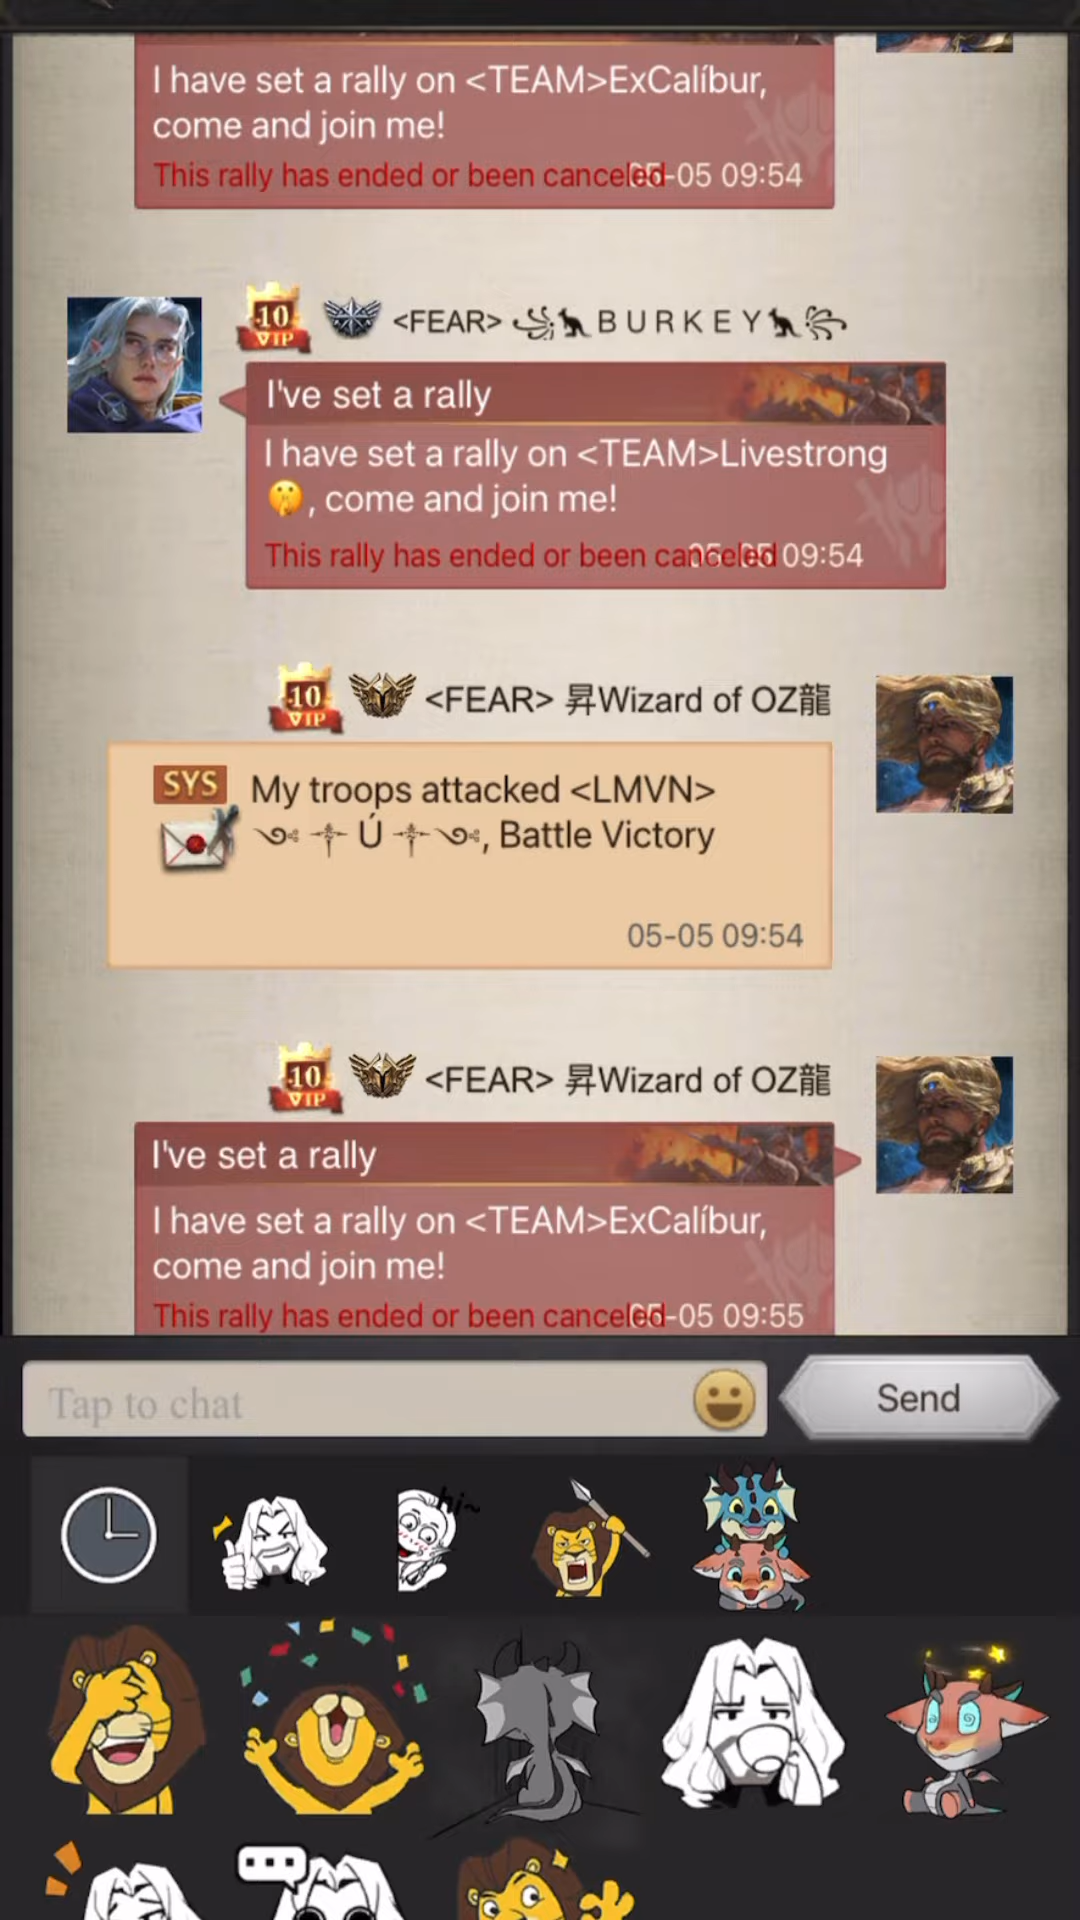 I have set a rally on <TEAM>ExCalíbur,
come and join me!
This rally has ended or been canceled 05-05 09:54
10
VIP
<FEAR> ꧁🦘B U R K E Y🦘꧂
I've set a rally
I have set a rally on <TEAM>Livestrong
🤫, come and join me!
This rally has ended or been canceled 05-05 09:54
10
VIP
<FEAR> 昇Wizard of OZ龍
SYS
My troops attacked <LMVN>
࿐ ༒ Ú ༒ ࿐, Battle Victory
05-05 09:54
10
VIP
<FEAR> 昇Wizard of OZ龍
I've set a rally
I have set a rally on <TEAM>ExCalíbur,
come and join me!
This rally has ended or been canceled 05-05 09:55
Tap to chat
Send
hi~